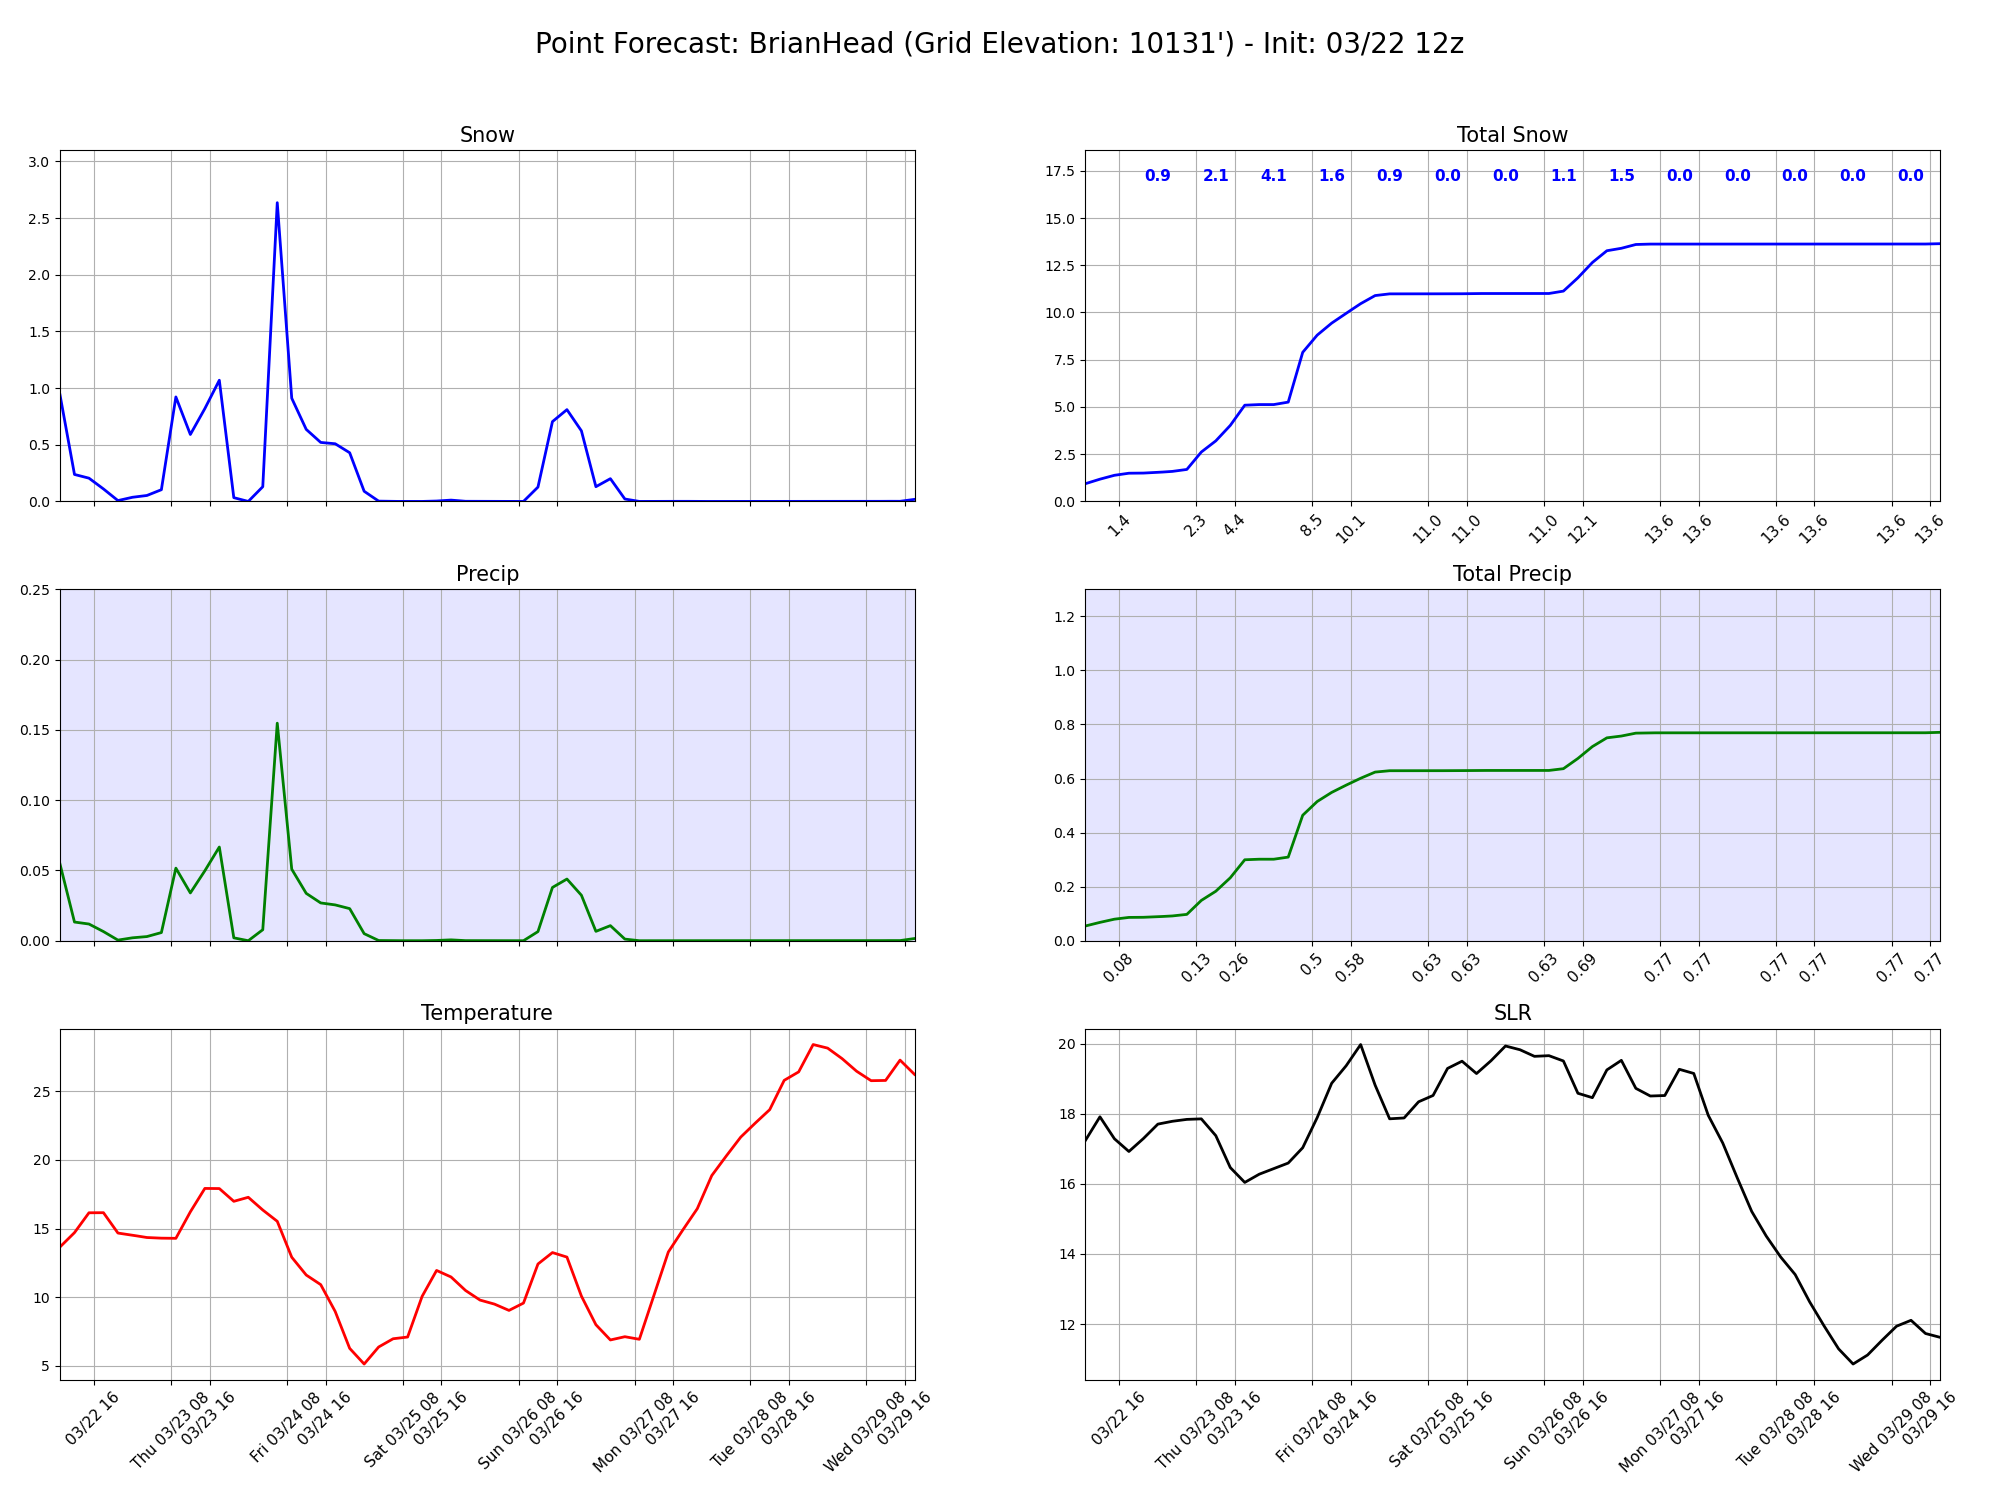 Point Forecast: BrianHead (Grid Elevation: 10131') - Init: 03/22 12z
Snow
3.0
2.5
2.0
1.5
1.0
0.5
0.0
Total Snow
17.5
15.0
12.5
10.0
7.5
5.0
2.5
0.0
0.9 2.1 4.1 1.6 0.9 0.0 0.0 1.1 1.5 0.0 0.0 0.0 0.0 0.0
1.4 2.3 4.4 8.5 10.1 11.0 11.0 11.0 12.1 13.6 13.6 13.6 13.6 13.6 13.6
Precip
0.25
0.20
0.15
0.10
0.05
0.00
Total Precip
1.2
1.0
0.8
0.6
0.4
0.2
0.0
0.08 0.13 0.26 0.5 0.58 0.63 0.63 0.63 0.69 0.77 0.77 0.77 0.77 0.77 0.77
Temperature
25
20
15
10
5
03/22 16
Thu 03/23 08
03/23 16
Fri 03/24 08
03/24 16
Sat 03/25 08
03/25 16
Sun 03/26 08
03/26 16
Mon 03/27 08
03/27 16
Tue 03/28 08
03/28 16
Wed 03/29 08
03/29 16
SLR
20
18
16
14
12
03/22 16
Thu 03/23 08
03/23 16
Fri 03/24 08
03/24 16
Sat 03/25 08
03/25 16
Sun 03/26 08
03/26 16
Mon 03/27 08
03/27 16
Tue 03/28 08
03/28 16
Wed 03/29 08
03/29 16